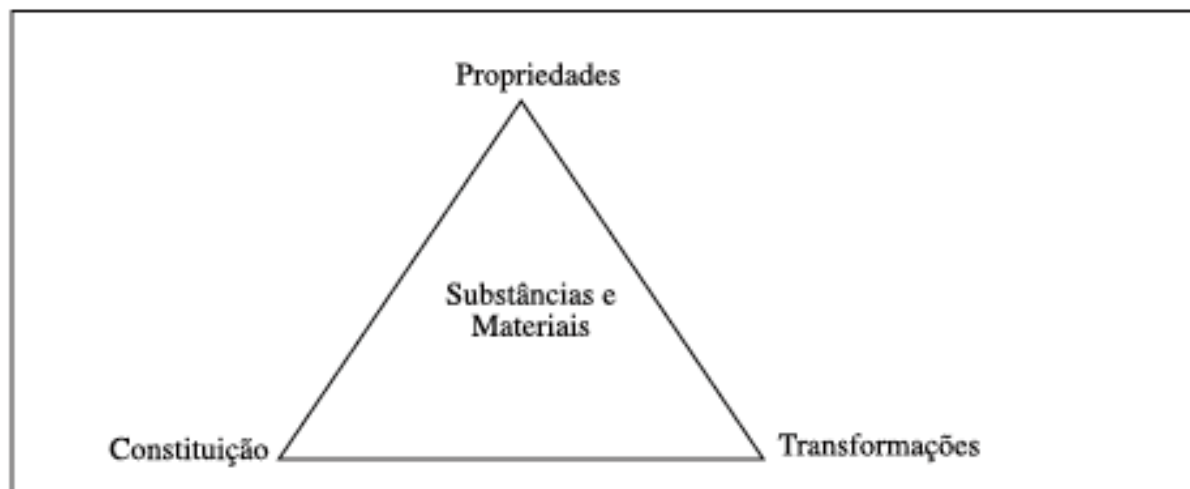 Propriedades
Substâncias e
Materiais
Constituição
Transformações